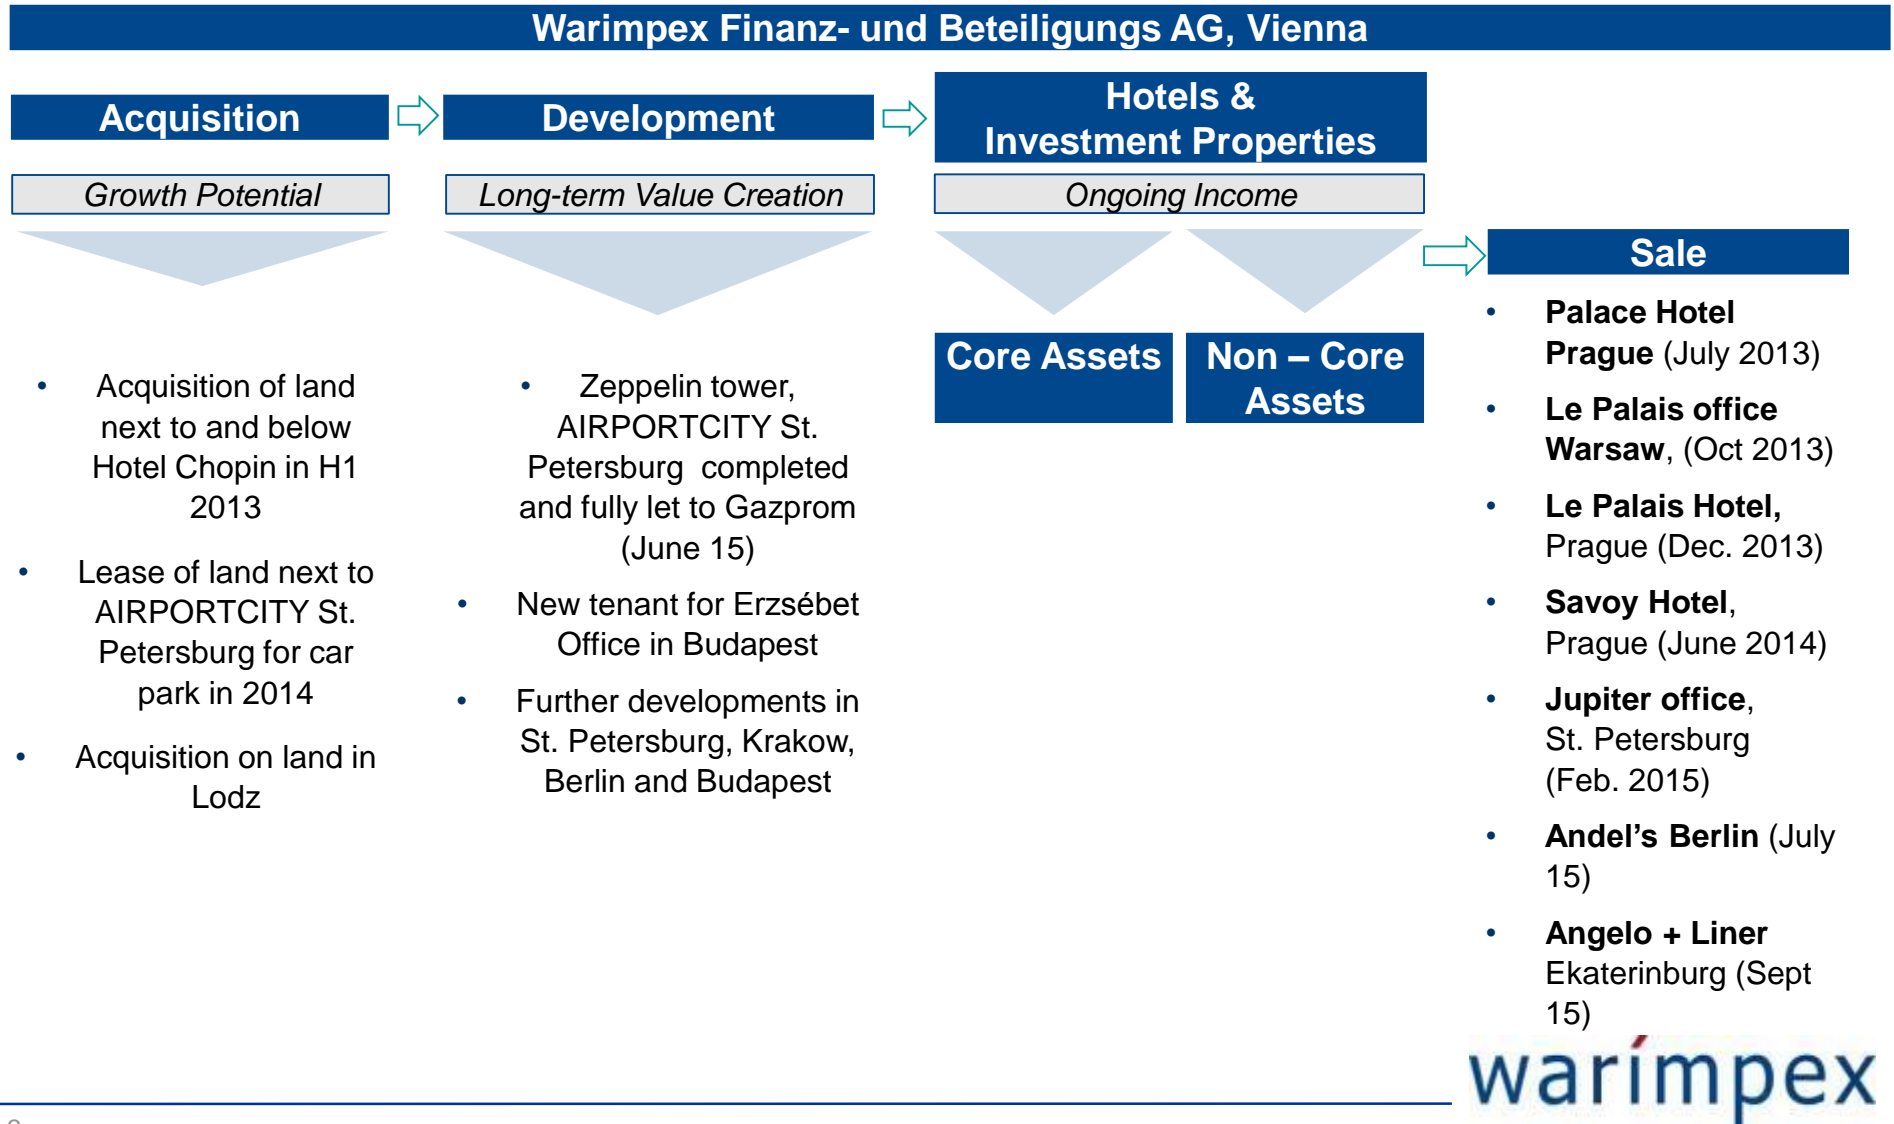 Warimpex Finanz- und Beteiligungs AG, Vienna
Acquisition
Growth Potential
• Acquisition of land
next to and below
Hotel Chopin in H1
2013
• Lease of land next to
AIRPORTCITY St.
Petersburg for car
park in 2014
• Acquisition on land in
Lodz
Development
Long-term Value Creation
• Zeppelin tower,
AIRPORTCITY St.
Petersburg completed
and fully let to Gazprom
(June 15)
• New tenant for Erzsébet
Office in Budapest
• Further developments in
St. Petersburg, Krakow,
Berlin and Budapest
Hotels &
Investment Properties
Ongoing Income
Core Assets
Non – Core
Assets
Sale
• Palace Hotel
Prague (July 2013)
• Le Palais office
Warsaw, (Oct 2013)
• Le Palais Hotel,
Prague (Dec. 2013)
• Savoy Hotel,
Prague (June 2014)
• Jupiter office,
St. Petersburg
(Feb. 2015)
• Andel’s Berlin (July
15)
• Angelo + Liner
Ekaterinburg (Sept
15)
warímpex